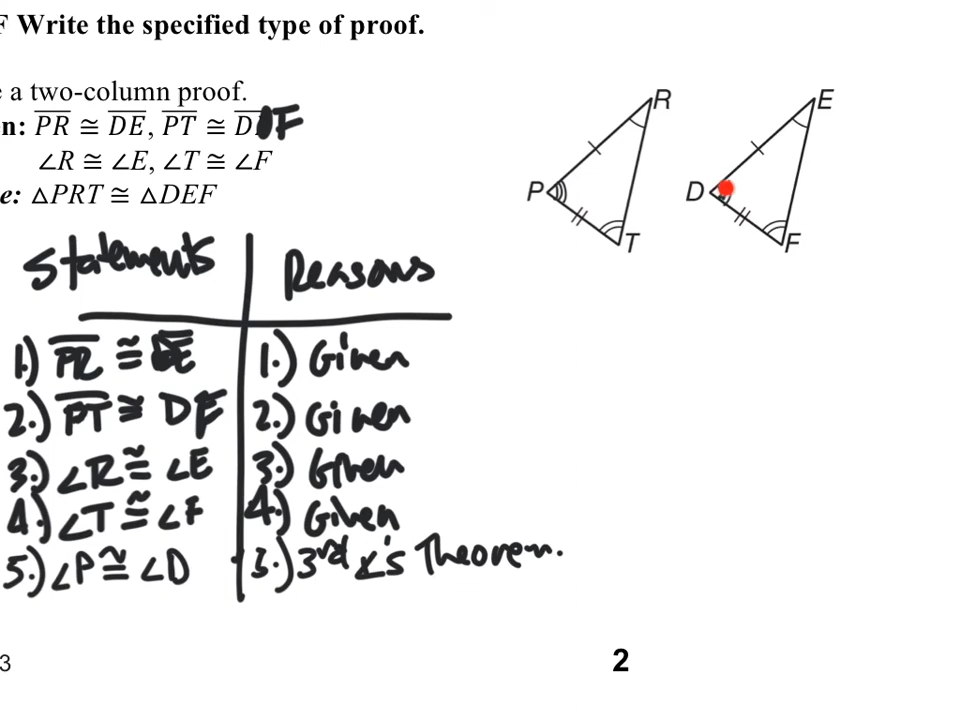 F Write the specified type of proof.
e a two-column proof.
n: PR ≅ DE, PT ≅ DF
∠R ≅ ∠E, ∠T ≅ ∠F
e: △PRT ≅ △DEF
R
E
P
D
T
F
Statements Reasons
1.) PR ≅ DE 1.) Given
2.) PT ≅ DF 2.) Given
3.) ∠R ≅ ∠E 3.) Given
4.) ∠T ≅ ∠F 4.) Given
5.) ∠P ≅ ∠D 5.) 3rd ∠'s Theorem.
3
2